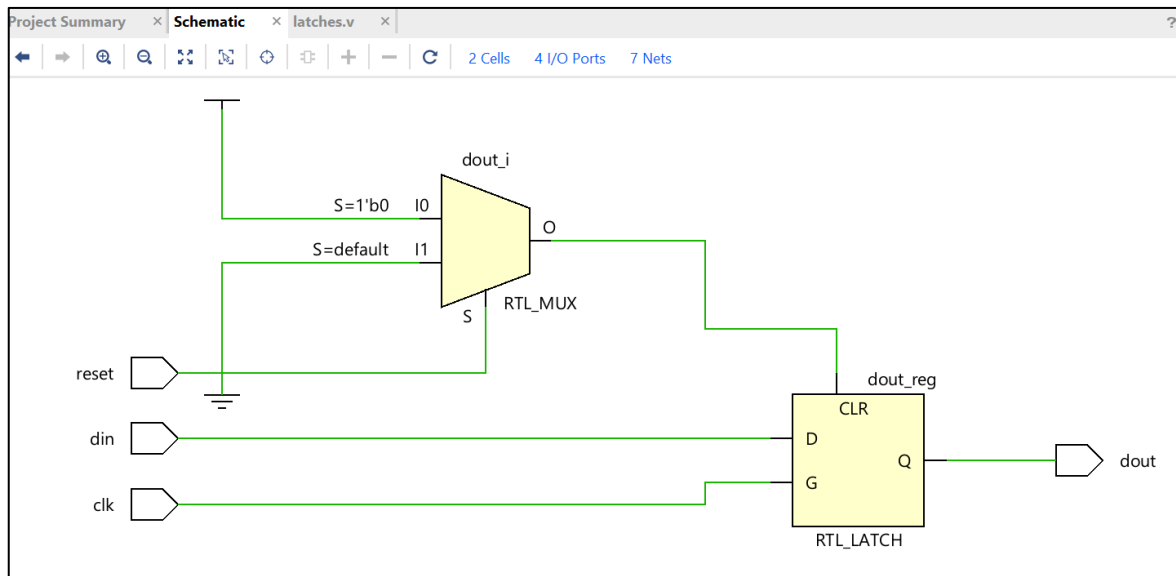 Project Summary × Schematic × latches.v × ?
2 Cells 4 I/O Ports 7 Nets
dout_i
S=1'b0 I0
O
S=default I1
RTL_MUX
S
reset
dout_reg
CLR
din
D
Q
dout
clk
G
RTL_LATCH